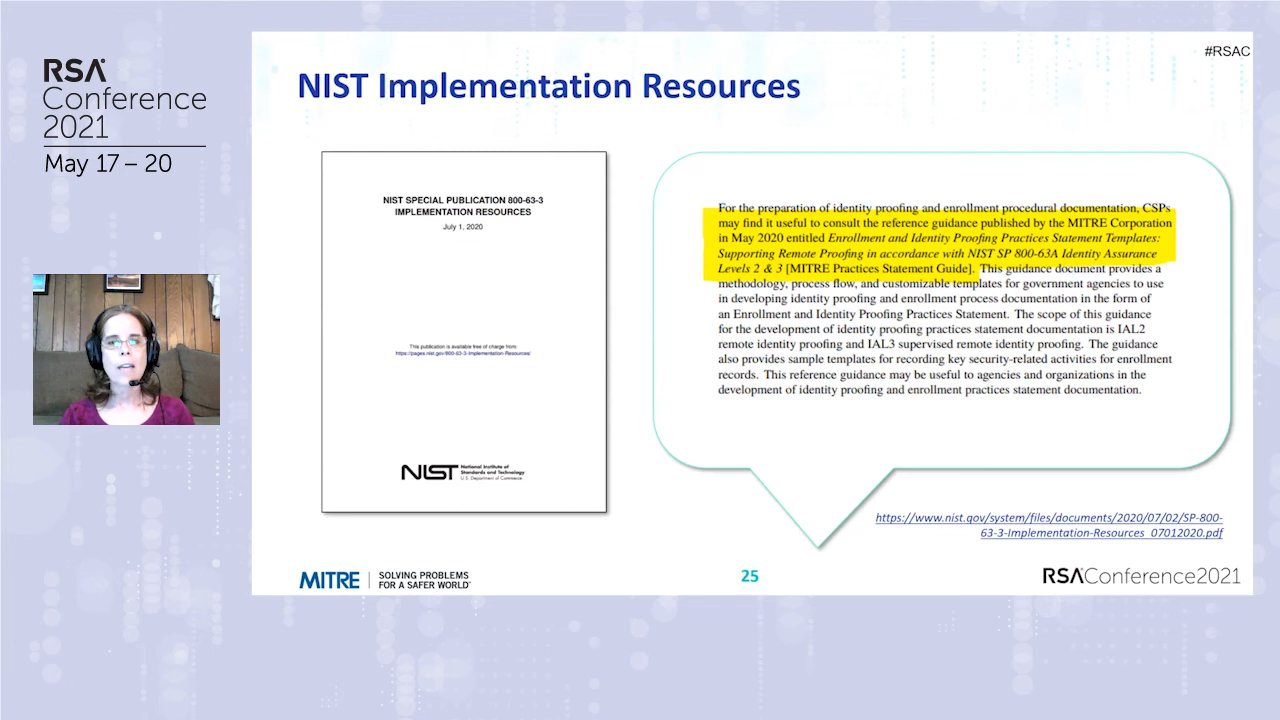 #RSAC
RSA
Conference
2021
May 17 – 20
NIST Implementation Resources
NIST SPECIAL PUBLICATION 800-63-3
IMPLEMENTATION RESOURCES
July 1, 2020
This publication is available free of charge from:
https://pages.nist.gov/800-63-3-Implementation-Resources/
NIST
National Institute of
Standards and Technology
U.S. Department of Commerce
For the preparation of identity proofing and enrollment procedural documentation, CSPs
may find it useful to consult the reference guidance published by the MITRE Corporation
in May 2020 entitled Enrollment and Identity Proofing Practices Statement Templates:
Supporting Remote Proofing in accordance with NIST SP 800-63A Identity Assurance
Levels 2 & 3 [MITRE Practices Statement Guide]. This guidance document provides a
methodology, process flow, and customizable templates for government agencies to use
in developing identity proofing and enrollment process documentation in the form of
an Enrollment and Identity Proofing Practices Statement. The scope of this guidance
for the development of identity proofing practices statement documentation is IAL2
remote identity proofing and IAL3 supervised remote identity proofing. The guidance
also provides sample templates for recording key security-related activities for enrollment
records. This reference guidance may be useful to agencies and organizations in the
development of identity proofing and enrollment practices statement documentation.
https://www.nist.gov/system/files/documents/2020/07/02/SP-800-
63-3-Implementation-Resources_07012020.pdf
MITRE
SOLVING PROBLEMS
FOR A SAFER WORLD
25
RSAConference2021